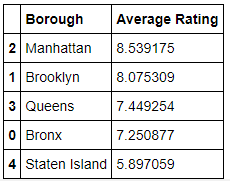 Borough Average Rating
2 Manhattan 8.539175
1 Brooklyn 8.075309
3 Queens 7.449254
0 Bronx 7.250877
4 Staten Island 5.897059